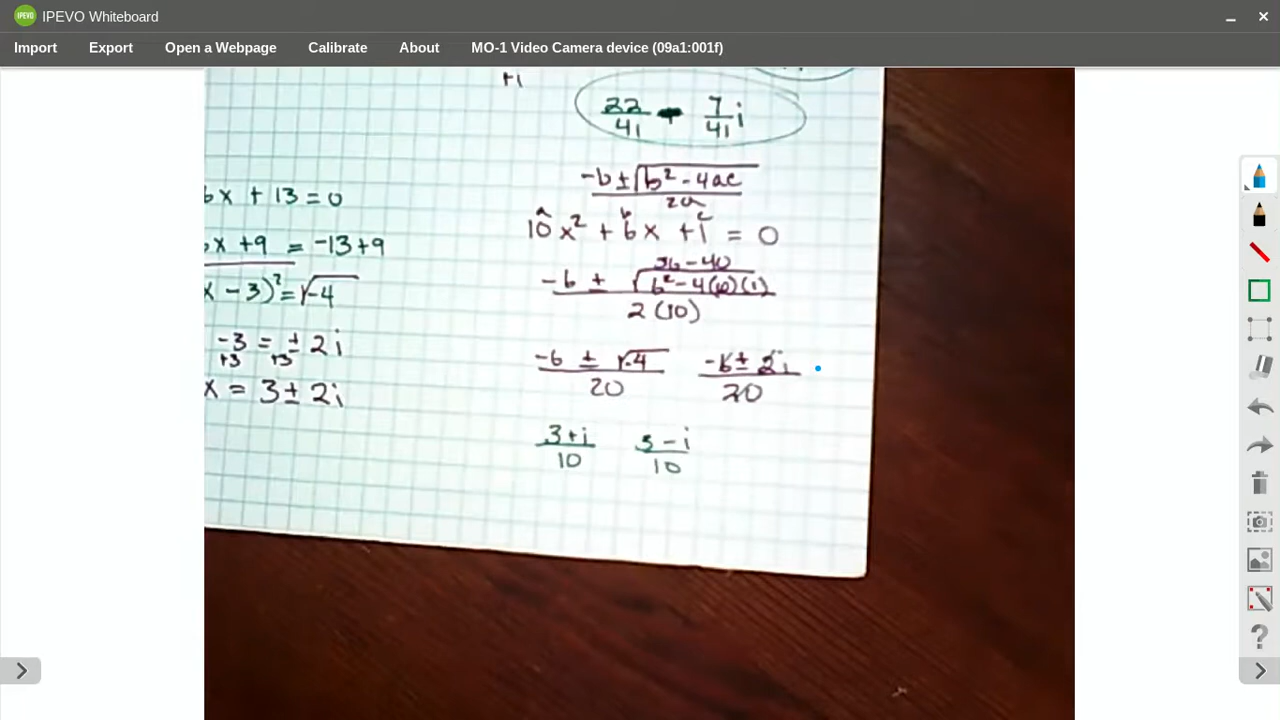 IPEVO IPEVO Whiteboard
Import Export Open a Webpage Calibrate About MO-1 Video Camera device (09a1:001f)
+i
22/41 - 7/41 i
-b ± √b² - 4ac / 2a
6x + 13 = 0
a b c
10x² + 6x + 1 = 0
6x + 9 = -13 + 9
36 - 40
-6 ± √6² - 4(10)(1) / 2(10)
x - 3)² = √-4
-3 = ± 2i
+3 +3
-6 ± √-4 / 20 -6 ± 2i / 20
x = 3 ± 2i
3 + i / 10 3 - i / 10